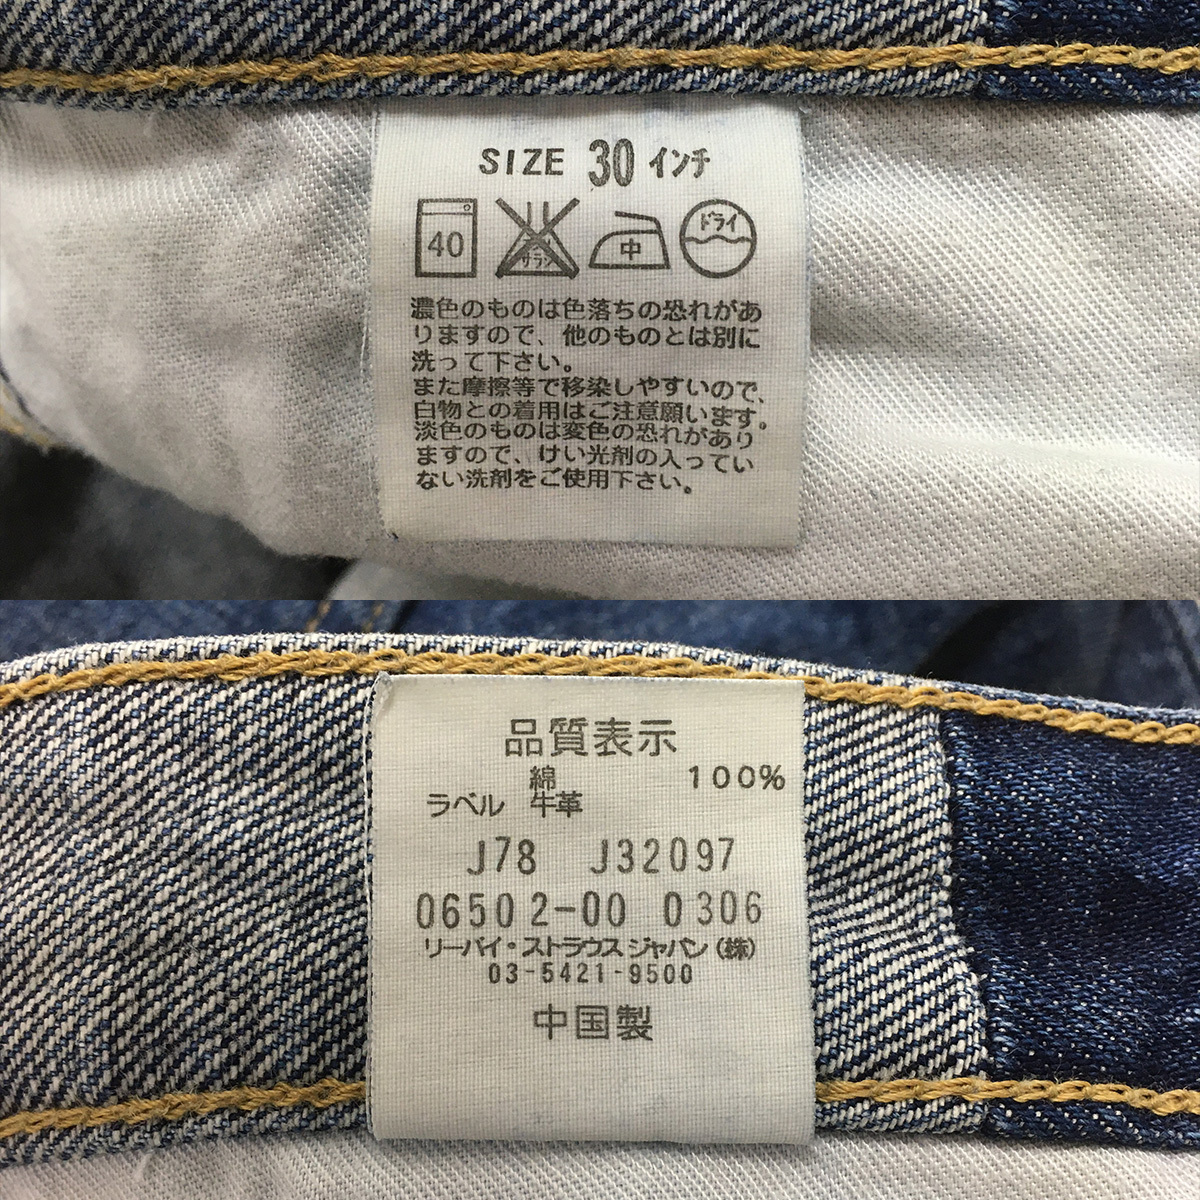 SIZE 30 インチ
40 サラシ 中 ドライ
濃色のものは色落ちの恐れがあ
りますので、他のものとは別に
洗って下さい。
また摩擦等で移染しやすいので、
白物との着用はご注意願います。
淡色のものは変色の恐れがあり
ますので、けい光剤の入ってい
ない洗剤をご使用下さい。
品質表示
綿 100%
ラベル 牛革
J78 J32097
06502-00 0306
リーバイ・ストラウス ジャパン(株)
03-5421-9500
中国製